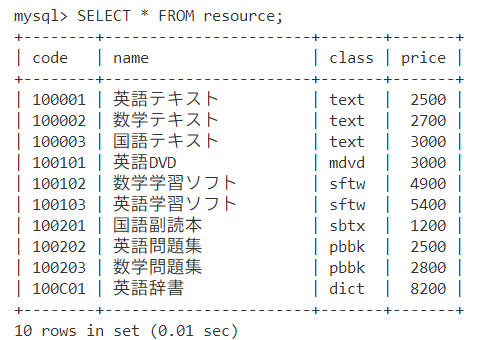 mysql> SELECT * FROM resource;
+--------+----------------------+-------+-------+
| code | name | class | price |
+--------+----------------------+-------+-------+
| 100001 | 英語テキスト | text | 2500 |
| 100002 | 数学テキスト | text | 2700 |
| 100003 | 国語テキスト | text | 3000 |
| 100101 | 英語DVD | mdvd | 3000 |
| 100102 | 数学学習ソフト | sftw | 4900 |
| 100103 | 英語学習ソフト | sftw | 5400 |
| 100201 | 国語副読本 | sbtx | 1200 |
| 100202 | 英語問題集 | pbbk | 2500 |
| 100203 | 数学問題集 | pbbk | 2800 |
| 100C01 | 英語辞書 | dict | 8200 |
+--------+----------------------+-------+-------+
10 rows in set (0.01 sec)